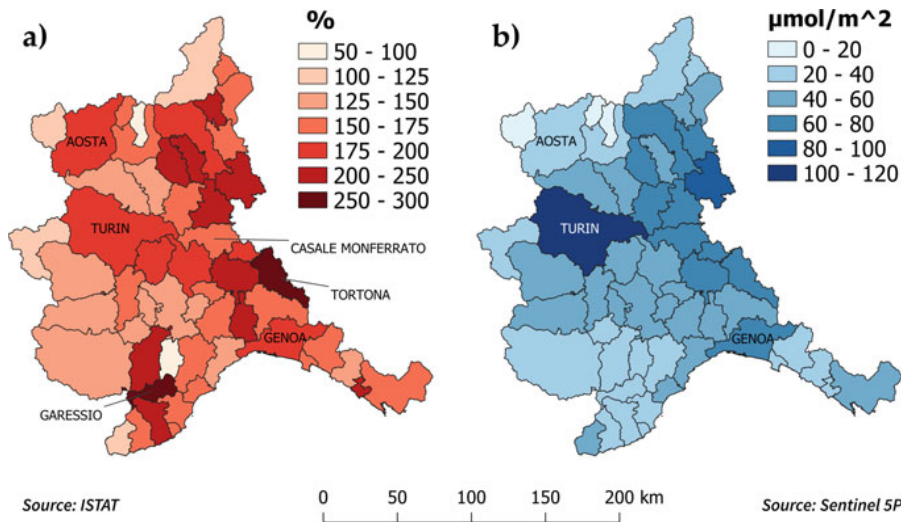 a)
%
50 - 100
100 - 125
125 - 150
150 - 175
175 - 200
200 - 250
250 - 300
AOSTA
TURIN
CASALE MONFERRATO
TORTONA
GENOA
GARESSIO
Source: ISTAT
b)
µmol/m^2
0 - 20
20 - 40
40 - 60
60 - 80
80 - 100
100 - 120
AOSTA
TURIN
GENOA
0 50 100 150 200 km
Source: Sentinel 5P